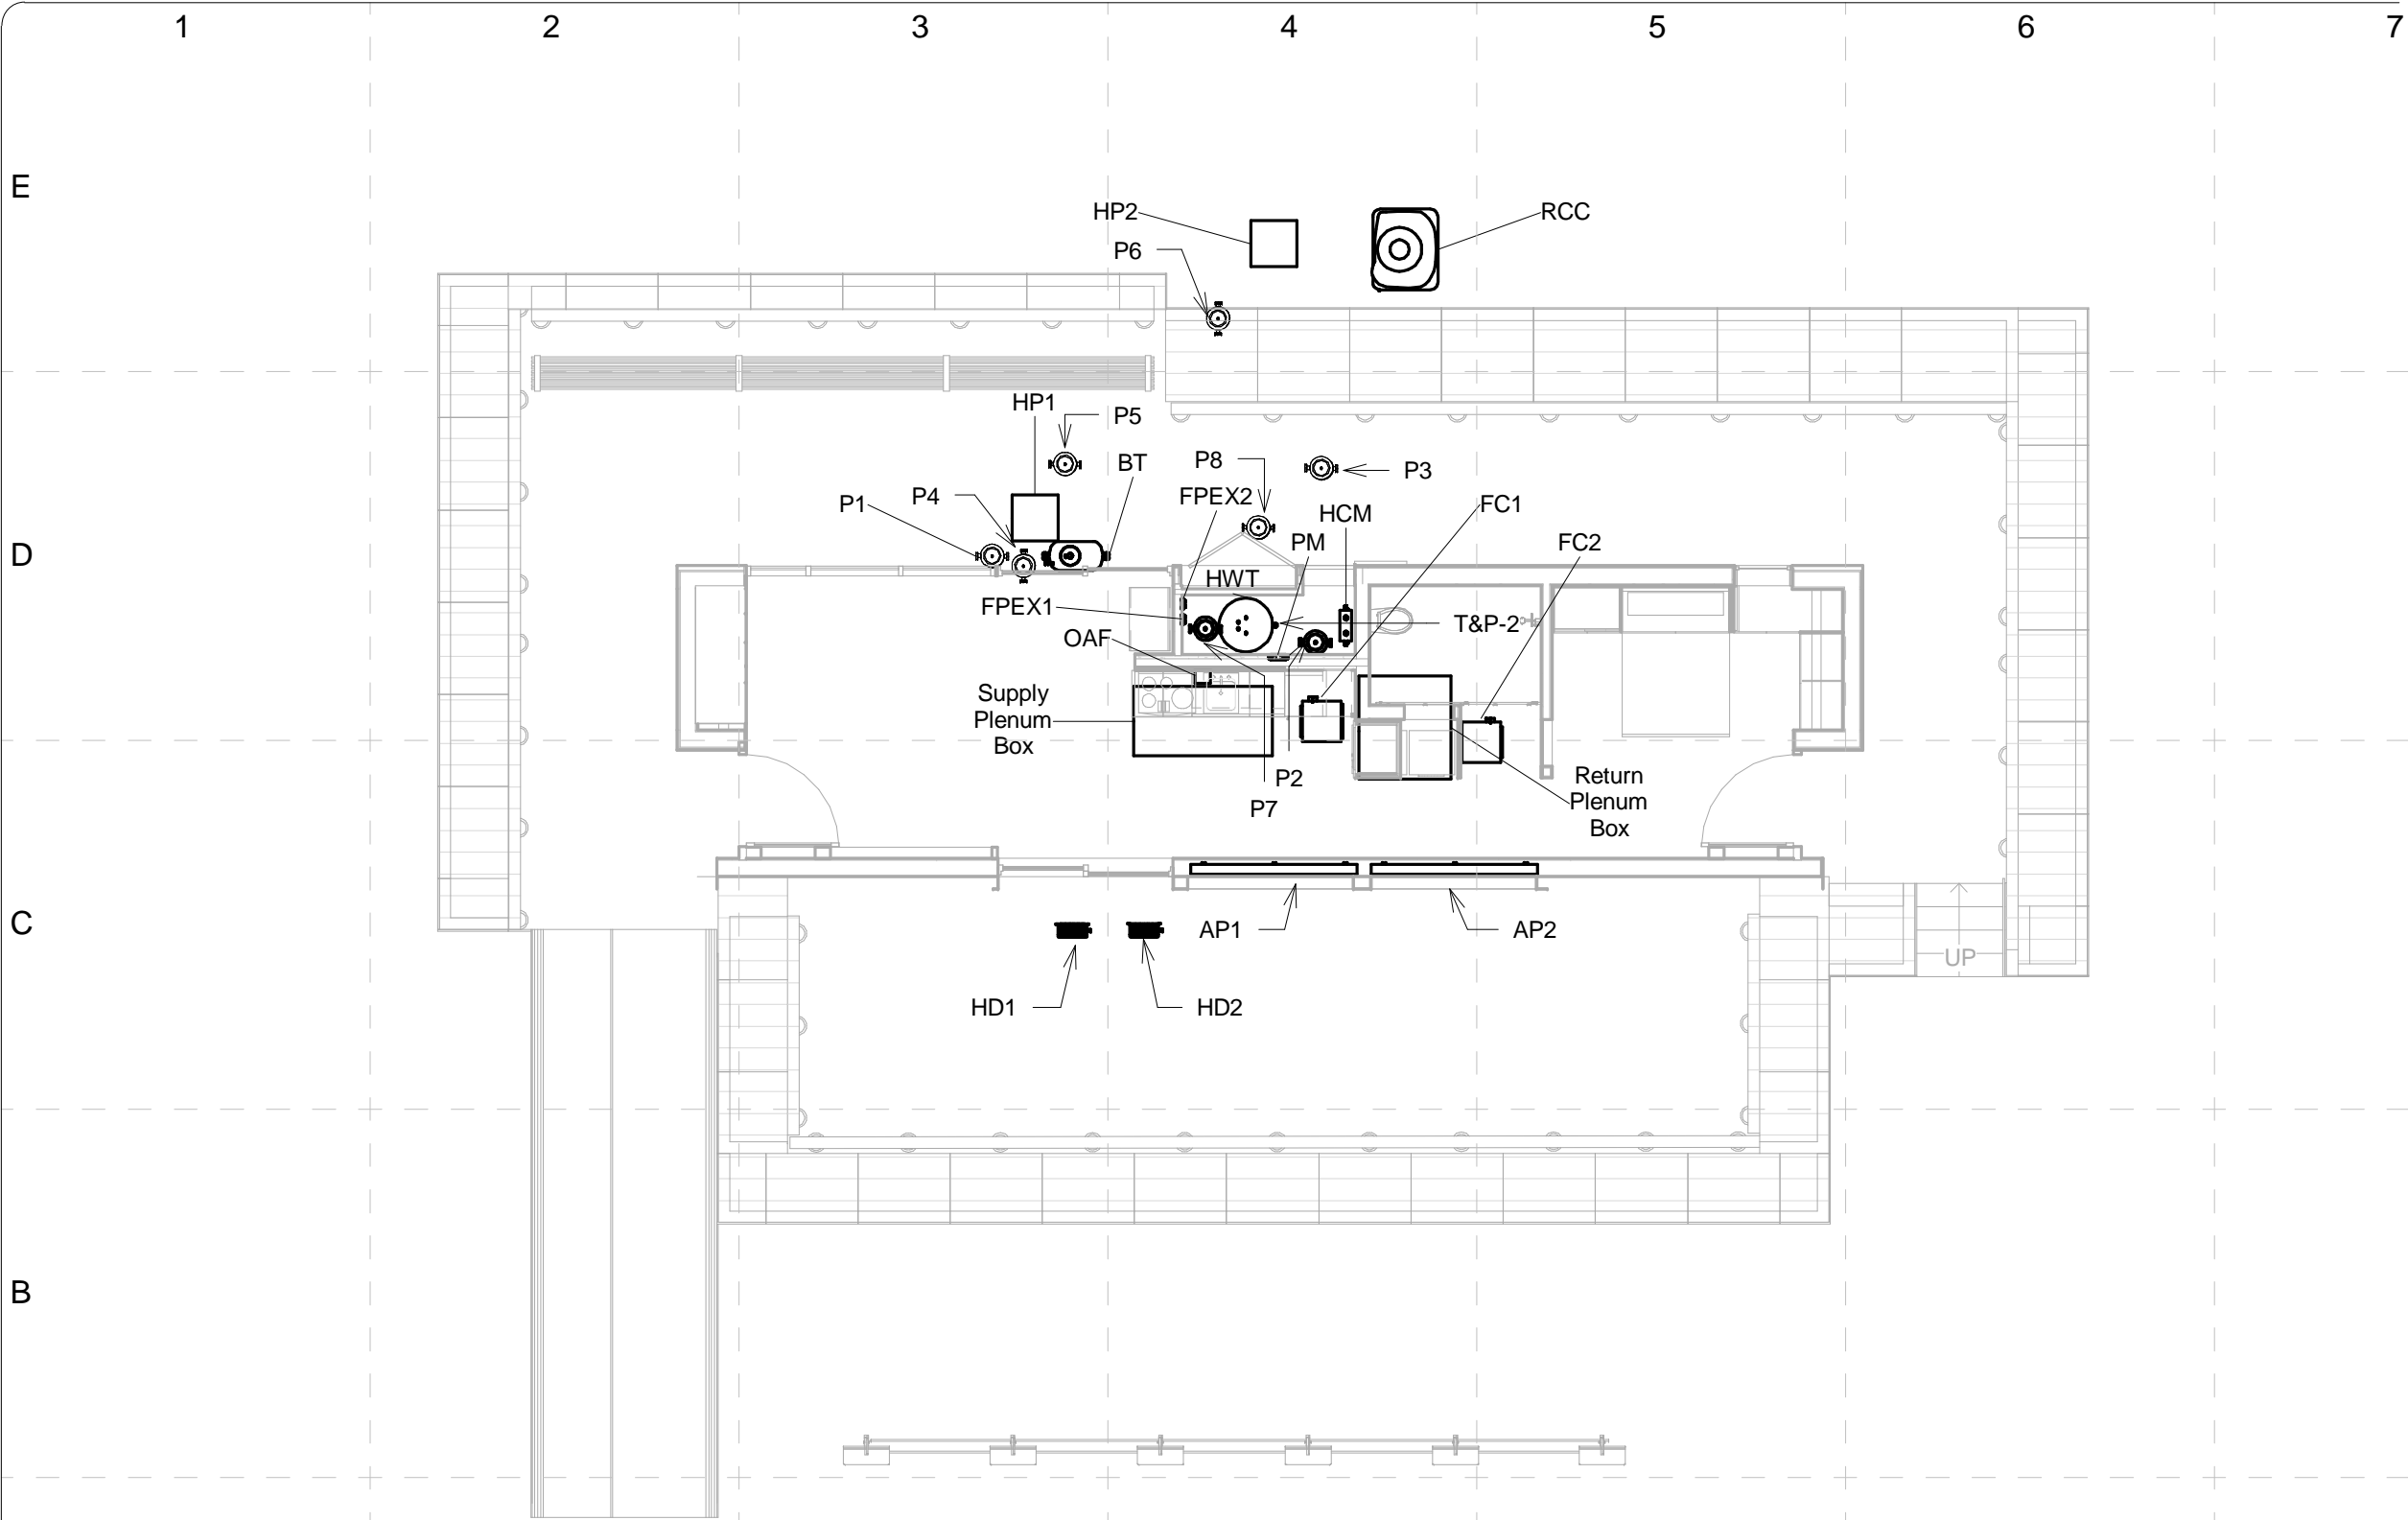 1 2 3 4 5 6 7
E
HP2
RCC
P6
HP1
P5
BT
P8
P3
P4
FPEX2
P1
HCM
FC1
D
PM
FC2
HWT
FPEX1
T&P-2
OAF
Supply
Plenum
Box
P2
Return
Plenum
Box
P7
C
AP1
AP2
UP
HD1
HD2
B